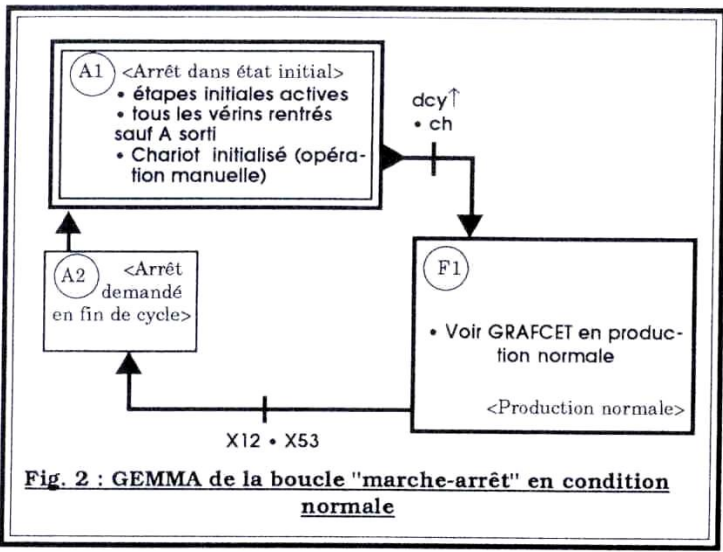 A1 <Arrêt dans état initial>
• étapes initiales actives
• tous les vérins rentrés
sauf A sorti
• Chariot initialisé (opéra-
tion manuelle)
dcy↑
• ch
A2 <Arrêt
demandé
en fin de cycle>
F1
• Voir GRAFCET en produc-
tion normale
<Production normale>
X12 • X53
Fig. 2 : GEMMA de la boucle "marche-arrêt" en condition
normale